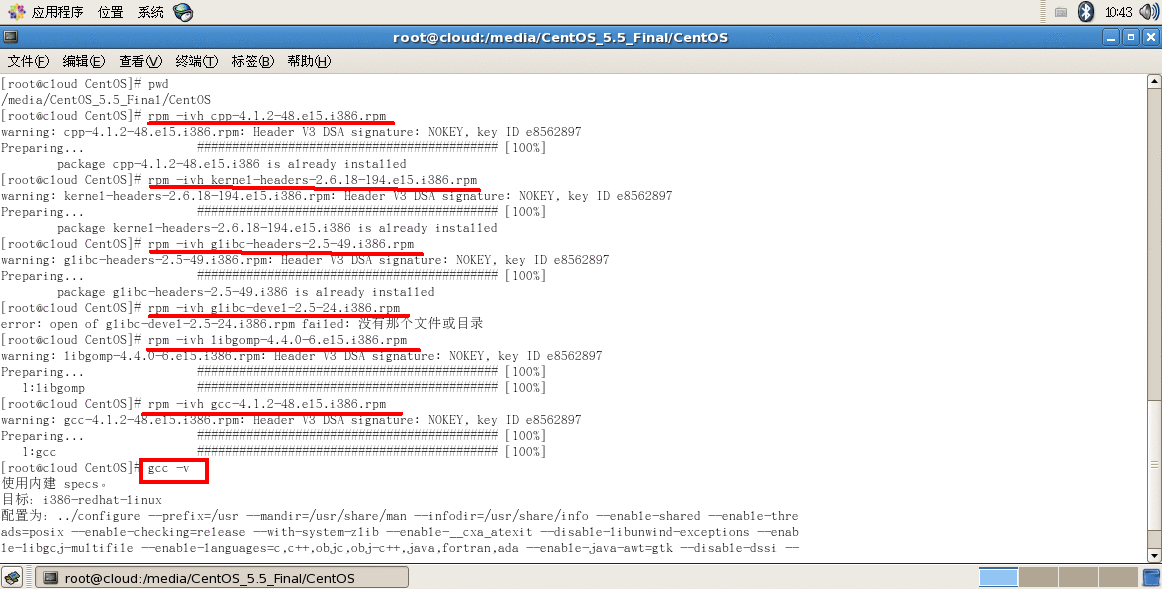 应用程序 位置 系统 10:43
root@cloud:/media/CentOS_5.5_Final/CentOS
文件(F) 编辑(E) 查看(V) 终端(T) 标签(B) 帮助(H)
[root@cloud CentOS]# pwd
/media/CentOS_5.5_Final/CentOS
[root@cloud CentOS]# rpm -ivh cpp-4.1.2-48.el5.i386.rpm
warning: cpp-4.1.2-48.el5.i386.rpm: Header V3 DSA signature: NOKEY, key ID e8562897
Preparing... ########################################### [100%]
package cpp-4.1.2-48.el5.i386 is already installed
[root@cloud CentOS]# rpm -ivh kernel-headers-2.6.18-194.el5.i386.rpm
warning: kernel-headers-2.6.18-194.el5.i386.rpm: Header V3 DSA signature: NOKEY, key ID e8562897
Preparing... ########################################### [100%]
package kernel-headers-2.6.18-194.el5.i386 is already installed
[root@cloud CentOS]# rpm -ivh glibc-headers-2.5-49.i386.rpm
warning: glibc-headers-2.5-49.i386.rpm: Header V3 DSA signature: NOKEY, key ID e8562897
Preparing... ########################################### [100%]
package glibc-headers-2.5-49.i386 is already installed
[root@cloud CentOS]# rpm -ivh glibc-devel-2.5-24.i386.rpm
error: open of glibc-devel-2.5-24.i386.rpm failed: 没有那个文件或目录
[root@cloud CentOS]# rpm -ivh libgomp-4.4.0-6.el5.i386.rpm
warning: libgomp-4.4.0-6.el5.i386.rpm: Header V3 DSA signature: NOKEY, key ID e8562897
Preparing... ########################################### [100%]
1:libgomp ########################################### [100%]
[root@cloud CentOS]# rpm -ivh gcc-4.1.2-48.el5.i386.rpm
warning: gcc-4.1.2-48.el5.i386.rpm: Header V3 DSA signature: NOKEY, key ID e8562897
Preparing... ########################################### [100%]
1:gcc ########################################### [100%]
[root@cloud CentOS]# gcc -v
使用内建 specs。
目标: i386-redhat-linux
配置为: ../configure --prefix=/usr --mandir=/usr/share/man --infodir=/usr/share/info --enable-shared --enable-thre
ads=posix --enable-checking=release --with-system-zlib --enable-__cxa_atexit --disable-libunwind-exceptions --enab
le-libgcj-multifile --enable-languages=c,c++,objc,obj-c++,java,fortran,ada --enable-java-awt=gtk --disable-dssi --
root@cloud:/media/CentOS_5.5_Final/CentOS